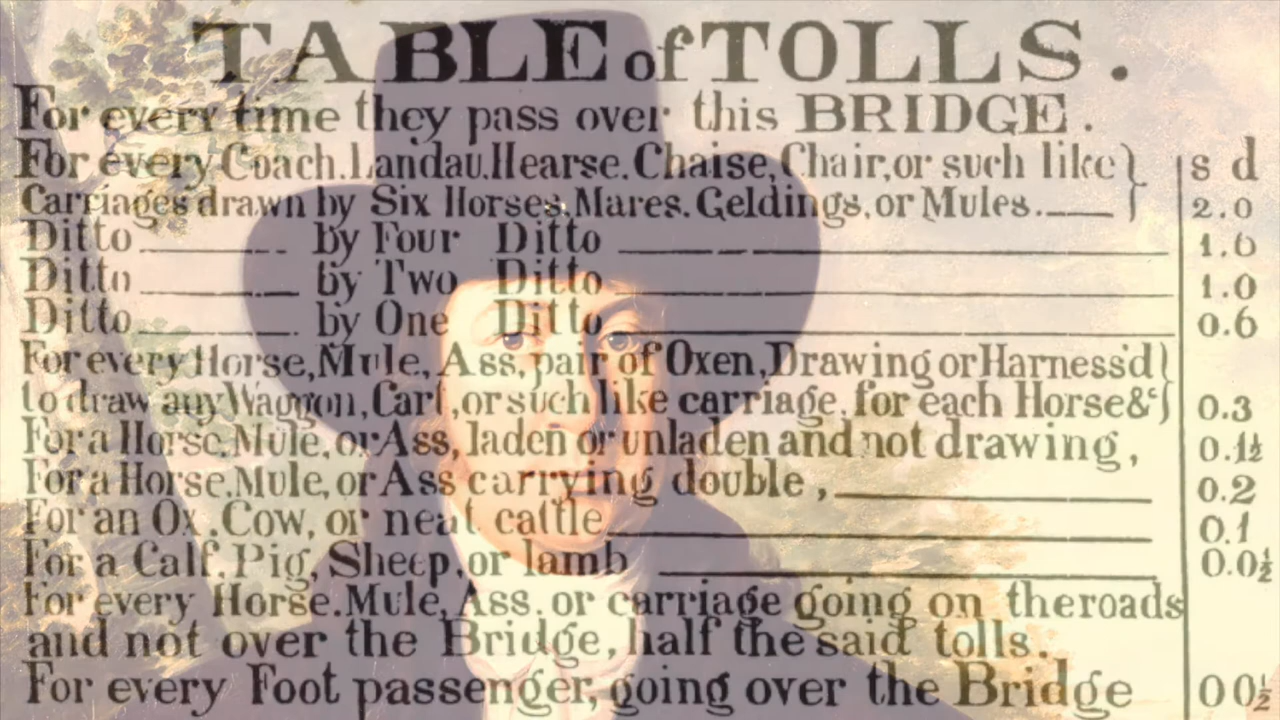 TABLE of TOLLS.
For every time they pass over this BRIDGE.
For every Coach. Landau. Hearse. Chaise, Chair, or such like } s d
Carriages drawn by Six Horses. Mares. Geldings, or Mules. 2.0
Ditto by Four Ditto 1.6
Ditto by Two Ditto 1.0
Ditto by One Ditto 0.6
For every Horse, Mule, Ass, pair of Oxen, Drawing or Harness'd }
to draw any Waggon, Cart, or such like carriage, for each Horse &c 0.3
For a Horse. Mule, or Ass, laden or unladen and not drawing, 0.1½
For a Horse. Mule, or Ass carrying double, 0.2
For an Ox, Cow, or neat cattle 0.1
For a Calf, Pig, Sheep, or lamb 0.0½
For every Horse. Mule, Ass. or carriage going on the roads
and not over the Bridge, half the said tolls.
For every Foot passenger, going over the Bridge 00½